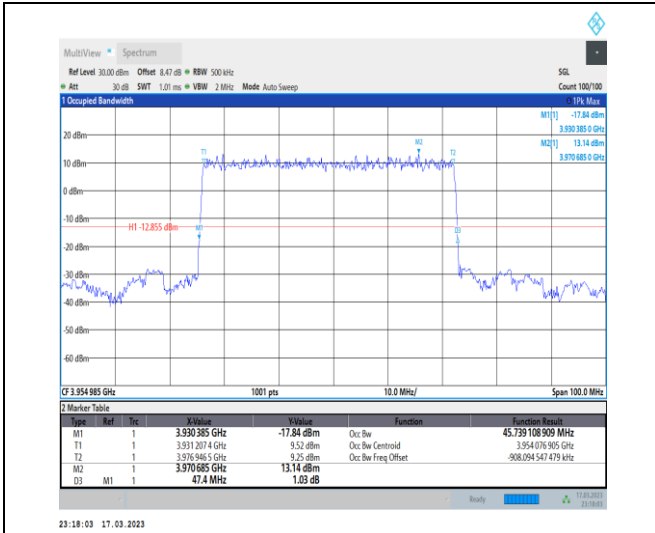 MultiView Spectrum
Ref Level 30.00 dBm Offset 8.47 dB RBW 500 kHz SGL
Att 30 dB SWT 1.01 ms VBW 2 MHz Mode Auto Sweep Count 100/100
1 Occupied Bandwidth 1Pk Max
M1[1] -17.84 dBm
3.930 385 0 GHz
M2[1] 13.14 dBm
3.970 685 0 GHz
20 dBm
M2
T1 T2
10 dBm
0 dBm
-10 dBm
H1 -12.855 dBm M1
D3
-20 dBm
-30 dBm
-40 dBm
-50 dBm
-60 dBm
CF 3.954 985 GHz 1001 pts 10.0 MHz/ Span 100.0 MHz
2 Marker Table
Type Ref Trc X-Value Y-Value Function Function Result
M1 1 3.930 385 GHz -17.84 dBm Occ Bw 45.739 108 909 MHz
T1 1 3.931 207 4 GHz 9.52 dBm Occ Bw Centroid 3.954 076 905 GHz
T2 1 3.976 946 5 GHz 9.25 dBm Occ Bw Freq Offset -908.094 547 479 kHz
M2 1 3.970 685 GHz 13.14 dBm
D3 M1 1 47.4 MHz 1.03 dB
Ready 17.03.2023
23:18:03
23:18:03 17.03.2023